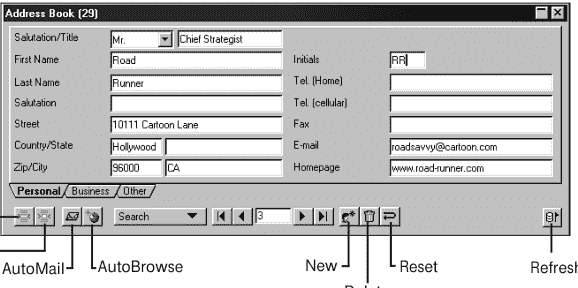 Address Book (29)
Salutation/Title Mr. Chief Strategist
First Name Road Initials RR
Last Name Runner Tel. (Home)
Salutation Tel. (cellular)
Street 10111 Cartoon Lane Fax
Country/State Hollywood E-mail roadsavvy@cartoon.com
Zip/City 96000 CA Homepage www.road-runner.com
Personal Business Other
Search 3
AutoMail AutoBrowse New Reset Refresh